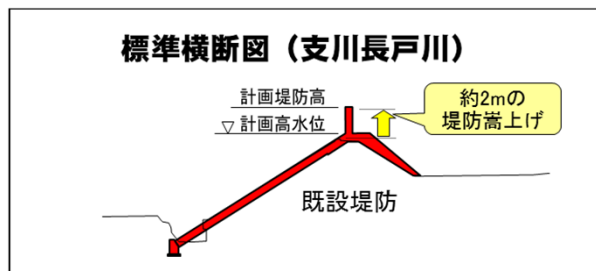 標準横断図（支川長戸川）
計画堤防高
▽ 計画高水位
約2mの
堤防嵩上げ
既設堤防